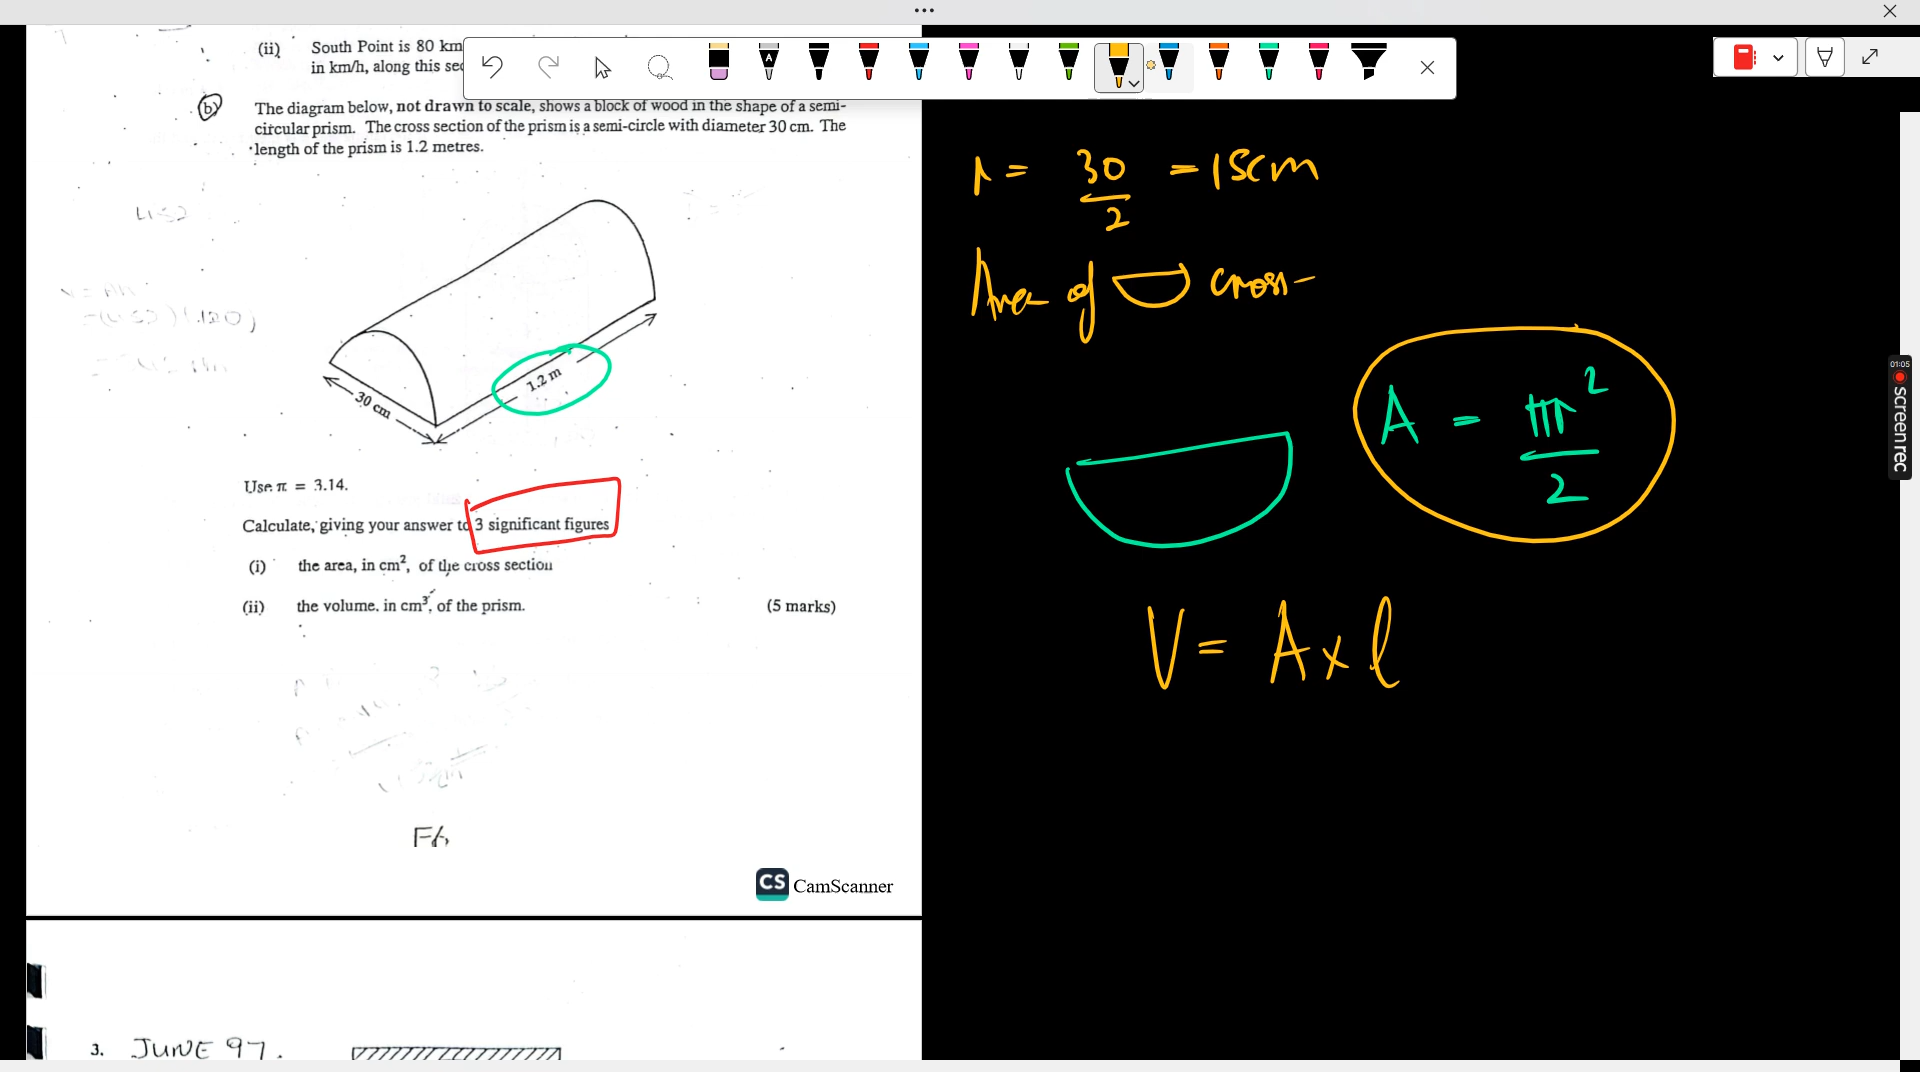 (ii) South Point is 80 km
in km/h, along this sec
(b) The diagram below, not drawn to scale, shows a block of wood in the shape of a semi-
circular prism. The cross section of the prism is a semi-circle with diameter 30 cm. The
length of the prism is 1.2 metres.
30 cm
1.2 m
Use π = 3.14.
Calculate, giving your answer to 3 significant figures
(i) the area, in cm², of the cross section
(ii) the volume, in cm³, of the prism.
(5 marks)
CS CamScanner
3. JUNE 97.
r = 30/2 = 15cm
Area of cross-
A = πr²/2
V = A x l
01:05
screenrec